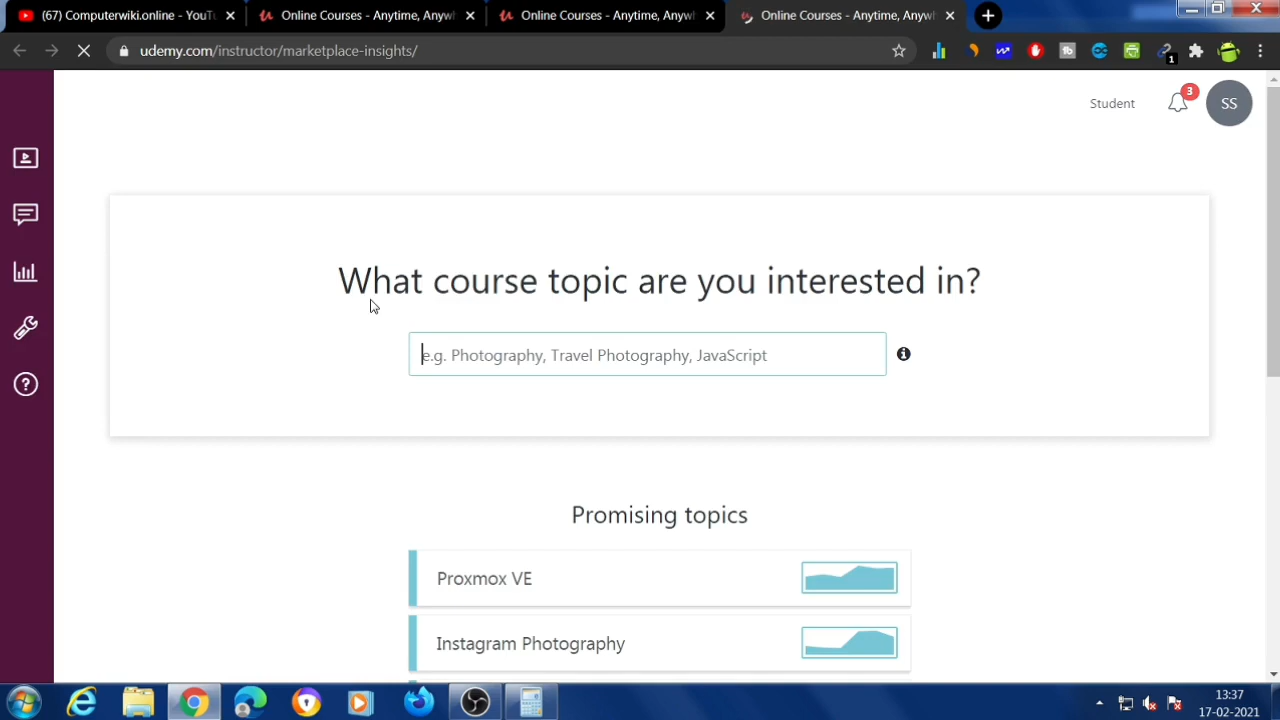 (67) Computerwiki.online - YouTu
Online Courses - Anytime, Anywh
Online Courses - Anytime, Anywh
Online Courses - Anytime, Anywh
udemy.com/instructor/marketplace-insights/
1
Student
3
SS
What course topic are you interested in?
e.g. Photography, Travel Photography, JavaScript
Promising topics
Proxmox VE
Instagram Photography
13:37
17-02-2021